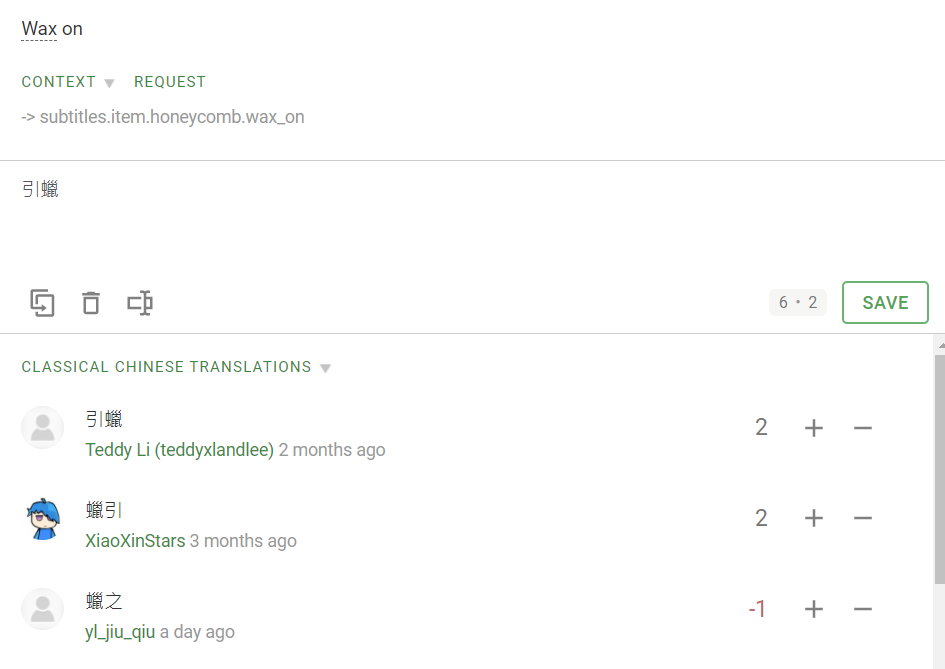 Wax on
CONTEXT REQUEST
-> subtitles.item.honeycomb.wax_on
引蠟
6 • 2
SAVE
CLASSICAL CHINESE TRANSLATIONS
引蠟
Teddy Li (teddyxlandlee) 2 months ago
2
蠟引
XiaoXinStars 3 months ago
2
蠟之
yl_jiu_qiu a day ago
-1